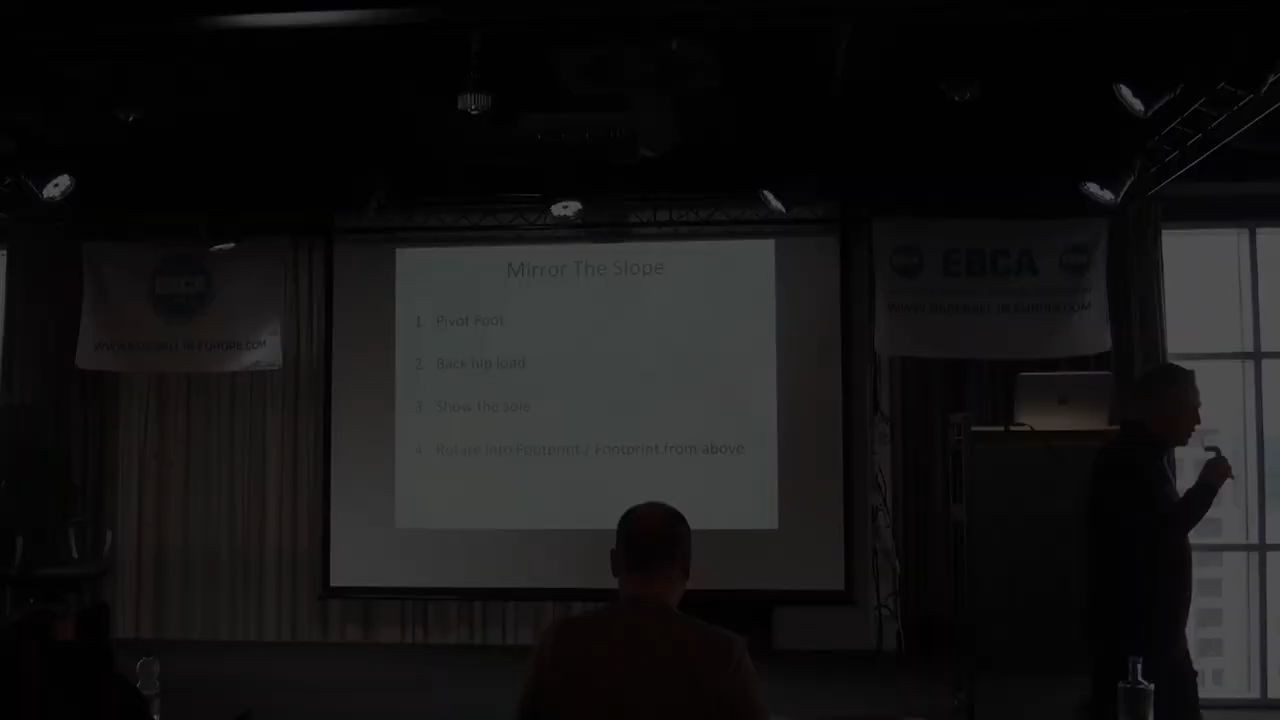 Mirror The Slope
1. Pivot Foot
2. Back hip load
3. Show the Sole
4. Rotate into Footprint / Footprint from above
EBCA